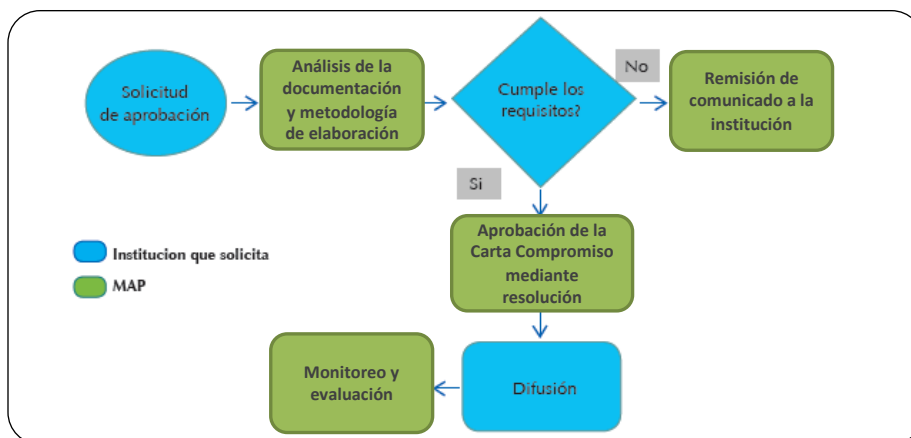 Solicitud
de aprobación
Análisis de la
documentación
y metodología
de elaboración
Cumple los
requisitos?
No
Remisión de
comunicado a la
institución
Si
Aprobación de la
Carta Compromiso
mediante
resolución
Institucion que solicita
MAP
Monitoreo y
evaluación
Difusión